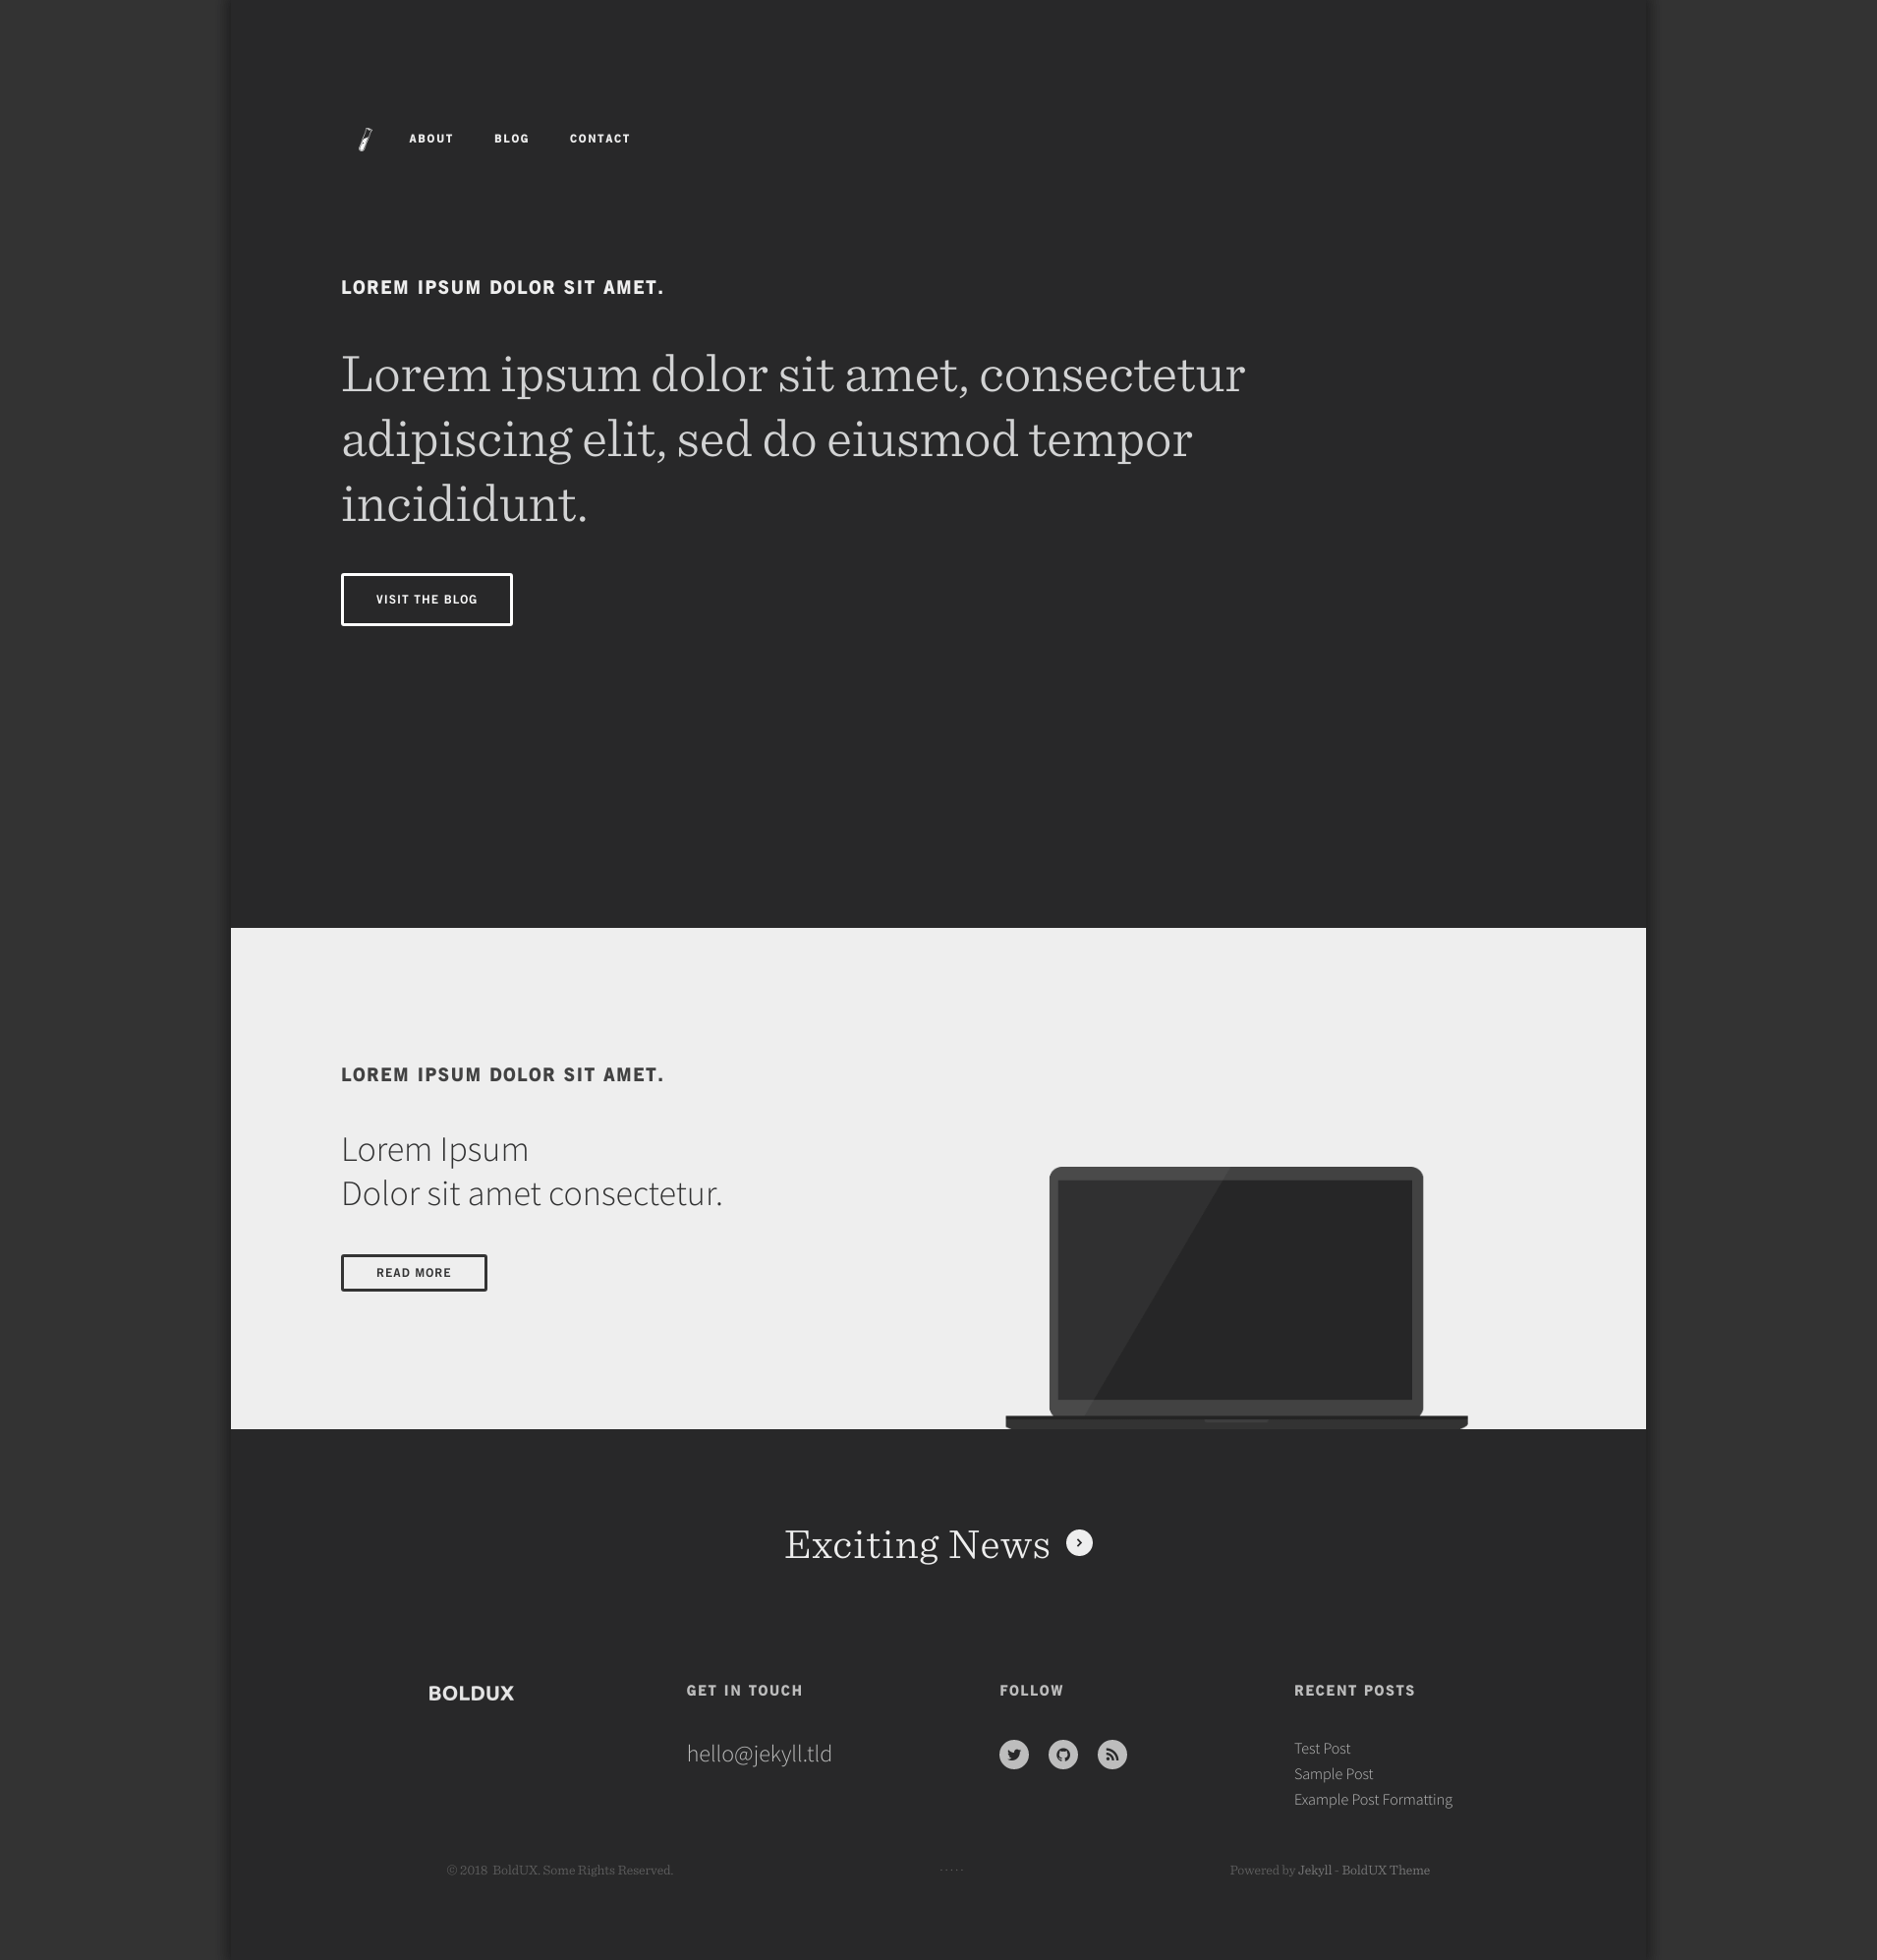 ABOUT BLOG CONTACT
LOREM IPSUM DOLOR SIT AMET.
Lorem ipsum dolor sit amet, consectetur
adipiscing elit, sed do eiusmod tempor
incididunt.
VISIT THE BLOG
LOREM IPSUM DOLOR SIT AMET.
Lorem Ipsum
Dolor sit amet consectetur.
READ MORE
Exciting News
BOLDUX
GET IN TOUCH
hello@jekyll.tld
FOLLOW
RECENT POSTS
Test Post
Sample Post
Example Post Formatting
© 2018 BoldUX. Some Rights Reserved.
·····
Powered by Jekyll - BoldUX Theme